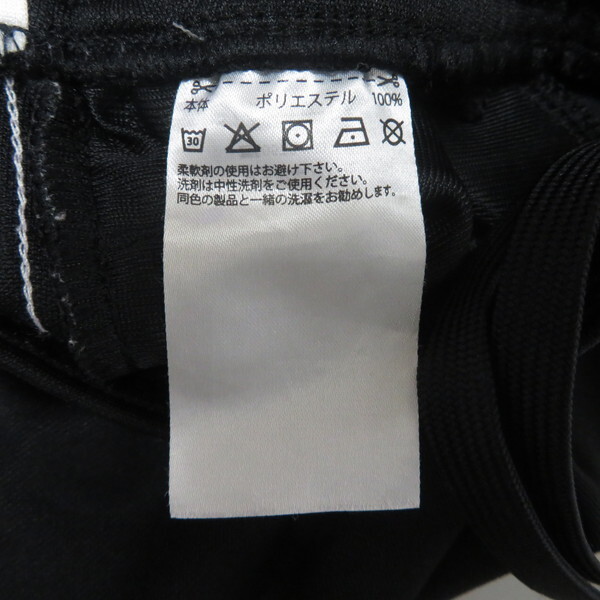 本体 ポリエステル 100%
30
柔軟剤の使用はお避け下さい。
洗剤は中性洗剤をご使用ください。
同色の製品と一緒の洗濯をお勧めします。